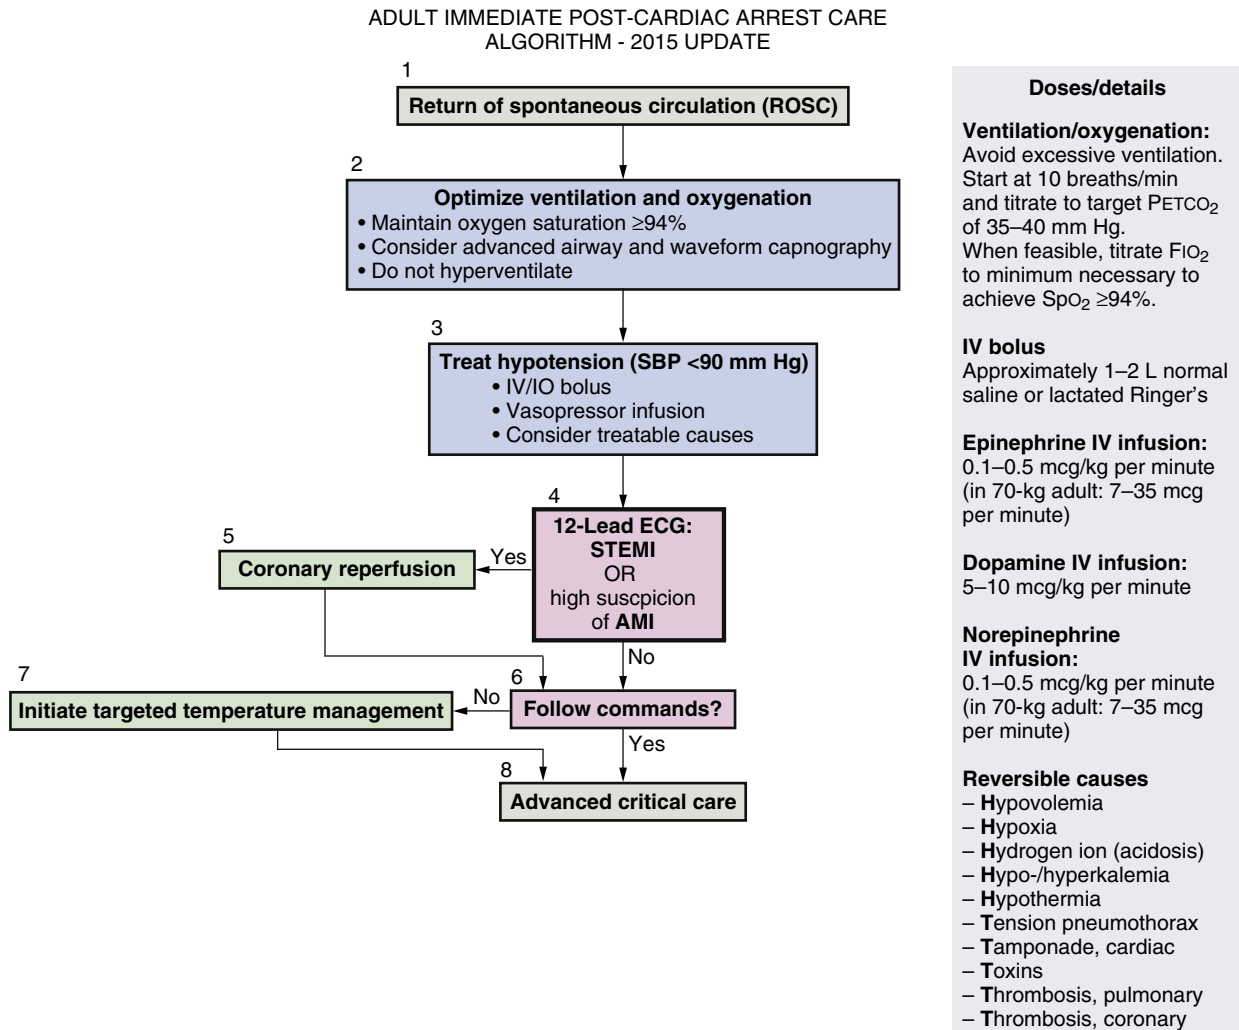 ADULT IMMEDIATE POST-CARDIAC ARREST CARE
ALGORITHM - 2015 UPDATE
1
Return of spontaneous circulation (ROSC)
2
Optimize ventilation and oxygenation
• Maintain oxygen saturation ≥94%
• Consider advanced airway and waveform capnography
• Do not hyperventilate
3
Treat hypotension (SBP <90 mm Hg)
• IV/IO bolus
• Vasopressor infusion
• Consider treatable causes
4
12-Lead ECG:
STEMI
OR
high suscpicion
of AMI
Yes
5
Coronary reperfusion
No
6
Follow commands?
No
7
Initiate targeted temperature management
Yes
8
Advanced critical care
Doses/details
Ventilation/oxygenation:
Avoid excessive ventilation.
Start at 10 breaths/min
and titrate to target PETCO2
of 35–40 mm Hg.
When feasible, titrate FIO2
to minimum necessary to
achieve SpO2 ≥94%.
IV bolus
Approximately 1–2 L normal
saline or lactated Ringer's
Epinephrine IV infusion:
0.1–0.5 mcg/kg per minute
(in 70-kg adult: 7–35 mcg
per minute)
Dopamine IV infusion:
5–10 mcg/kg per minute
Norepinephrine
IV infusion:
0.1–0.5 mcg/kg per minute
(in 70-kg adult: 7–35 mcg
per minute)
Reversible causes
– Hypovolemia
– Hypoxia
– Hydrogen ion (acidosis)
– Hypo-/hyperkalemia
– Hypothermia
– Tension pneumothorax
– Tamponade, cardiac
– Toxins
– Thrombosis, pulmonary
– Thrombosis, coronary